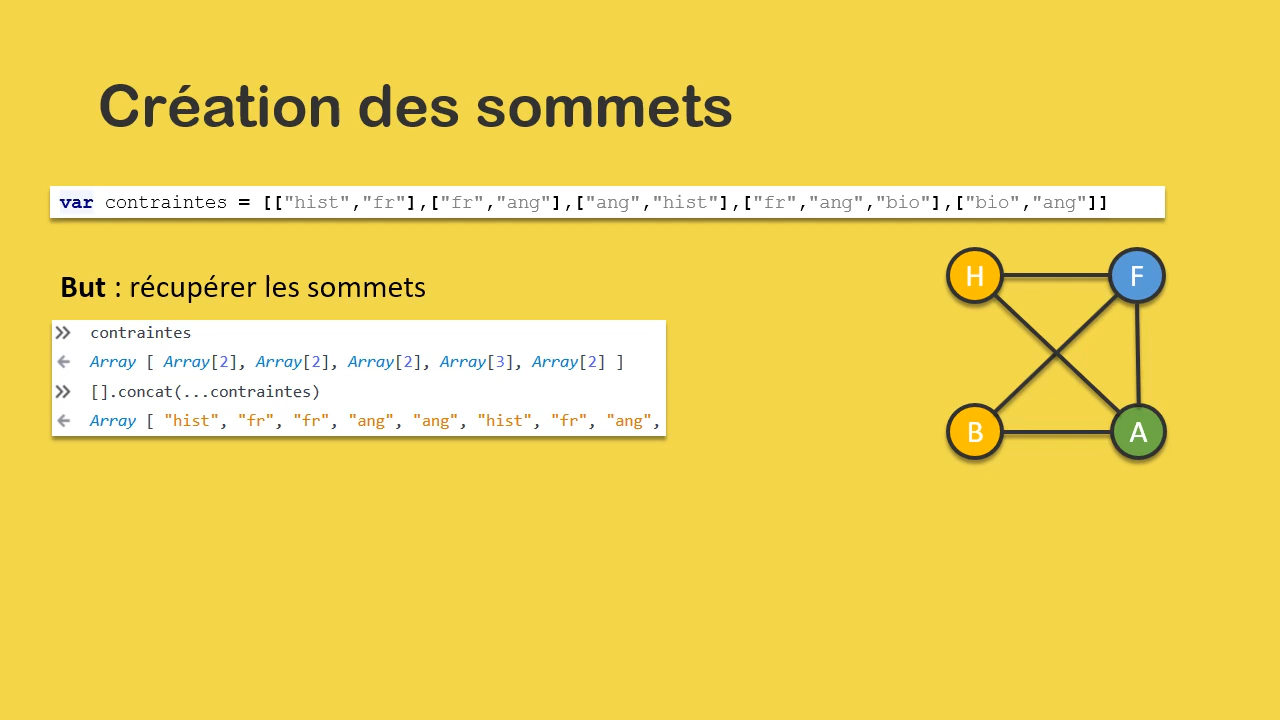 Création des sommets
var contraintes = [["hist","fr"],["fr","ang"],["ang","hist"],["fr","ang","bio"],["bio","ang"]]
But : récupérer les sommets
H F
>> contraintes
← Array [ Array[2], Array[2], Array[2], Array[3], Array[2] ]
>> [].concat(...contraintes)
← Array [ "hist", "fr", "fr", "ang", "ang", "hist", "fr", "ang",
B A